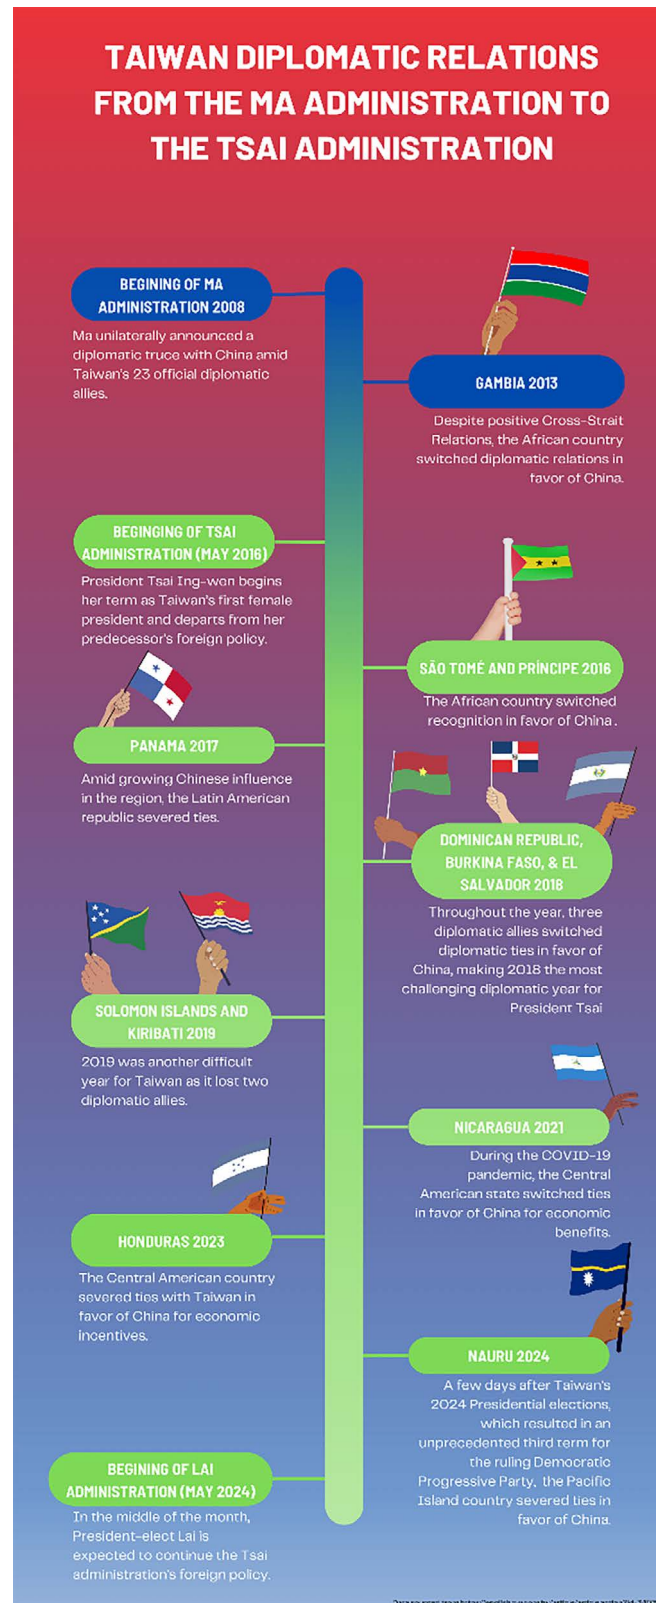 TAIWAN DIPLOMATIC RELATIONS
FROM THE MA ADMINISTRATION TO
THE TSAI ADMINISTRATION
BEGINING OF MA
ADMINISTRATION 2008
Ma unilaterally announced a
diplomatic truce with China amid
Taiwan's 23 official diplomatic
allies.
GAMBIA 2013
Despite positive Cross-Strait
Relations, the African country
switched diplomatic relations in
favor of China.
BEGINGING OF TSAI
ADMINISTRATION (MAY 2016)
President Tsai Ing-wen begins
her term as Taiwan's first female
president and departs from her
predecessor's foreign policy.
SÃO TOMÉ AND PRÍNCIPE 2016
The African country switched
recognition in favor of China .
PANAMA 2017
Amid growing Chinese influence
in the region, the Latin American
republic severed ties.
DOMINICAN REPUBLIC,
BURKINA FASO, & EL
SALVADOR 2018
Throughout the year, three
diplomatic allies switched
diplomatic ties in favor of
China, making 2018 the most
challenging diplomatic year for
President Tsai
SOLOMON ISLANDS AND
KIRIBATI 2019
2019 was another difficult
year for Taiwan as it lost two
diplomatic allies.
NICARAGUA 2021
During the COVID-19
pandemic, the Central
American state switched ties
in favor of China for economic
benefits.
HONDURAS 2023
The Central American country
severed ties with Taiwan in
favor of China for economic
incentives.
NAURU 2024
A few days after Taiwan's
2024 Presidential elections,
which resulted in an
unprecedented third term for
the ruling Democratic
Progressive Party, the Pacific
Island country severed ties in
favor of China.
BEGINING OF LAI
ADMINISTRATION (MAY 2024)
In the middle of the month,
President-elect Lai is
expected to continue the Tsai
administration's foreign policy.